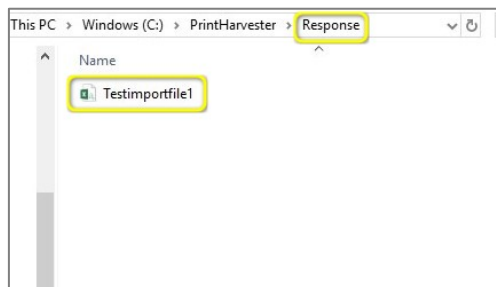 This PC > Windows (C:) > PrintHarvester > Response
Name
Testimportfile1